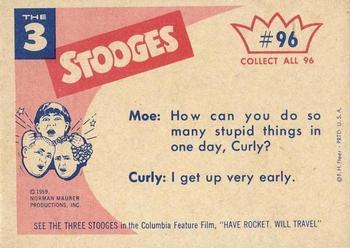 THE
3
STOOGES
#96
COLLECT ALL 96
Moe: How can you do so
many stupid things in
one day, Curly?
Curly: I get up very early.
©1959,
NORMAN MAURER
PRODUCTIONS, INC.
© F.H. Fleer - PRTD U.S.A.
SEE THE THREE STOOGES in the Columbia Feature Film, "HAVE ROCKET, WILL TRAVEL"